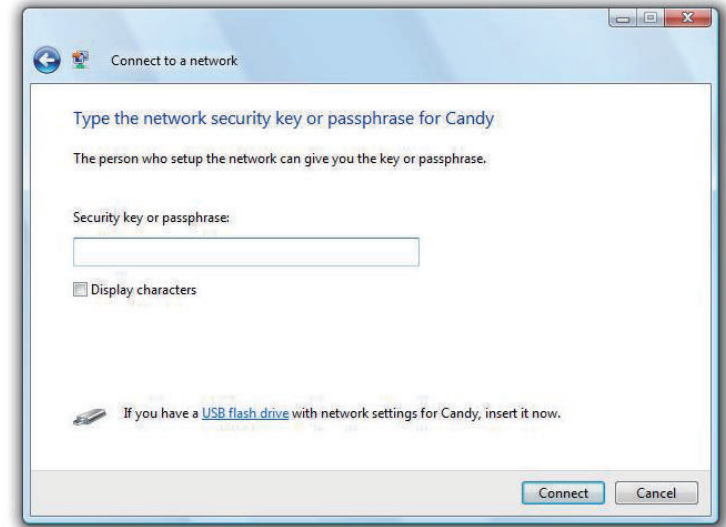 Connect to a network
Type the network security key or passphrase for Candy
The person who setup the network can give you the key or passphrase.
Security key or passphrase:
Display characters
If you have a USB flash drive with network settings for Candy, insert it now.
Connect Cancel